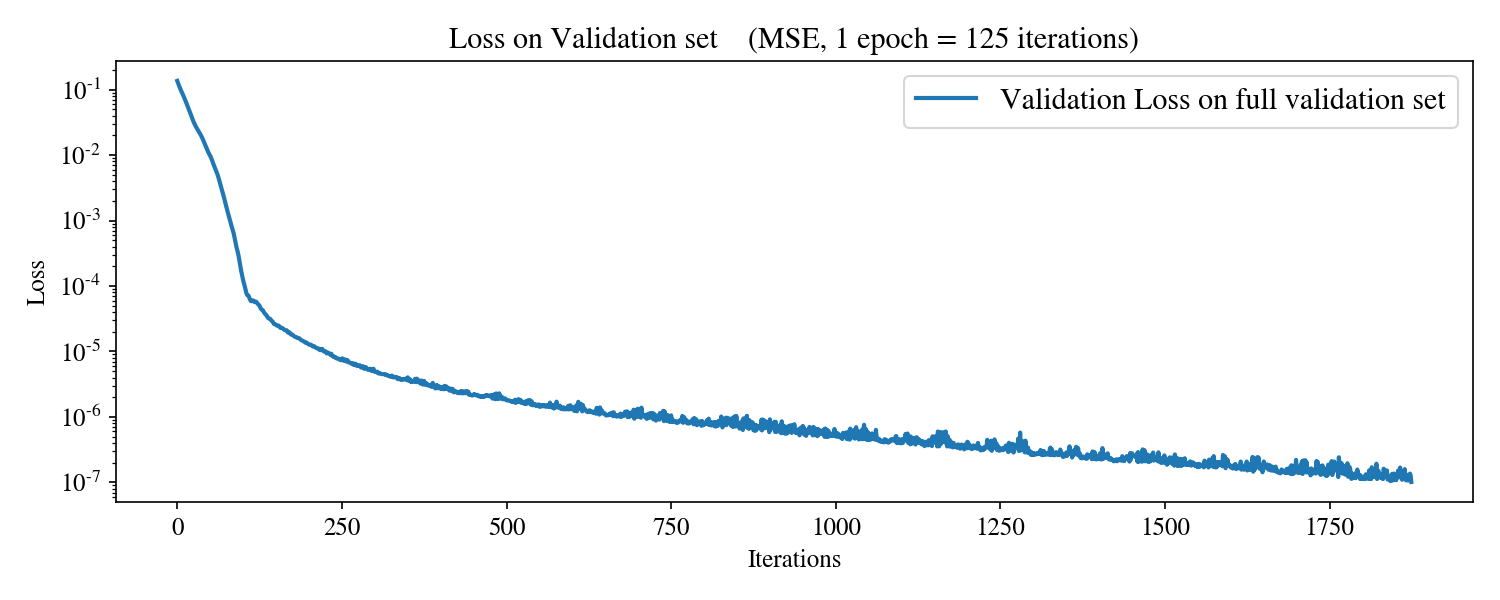 Loss on Validation set (MSE, 1 epoch = 125 iterations)
Validation Loss on full validation set
Loss
10^-1
10^-2
10^-3
10^-4
10^-5
10^-6
10^-7
0 250 500 750 1000 1250 1500 1750
Iterations